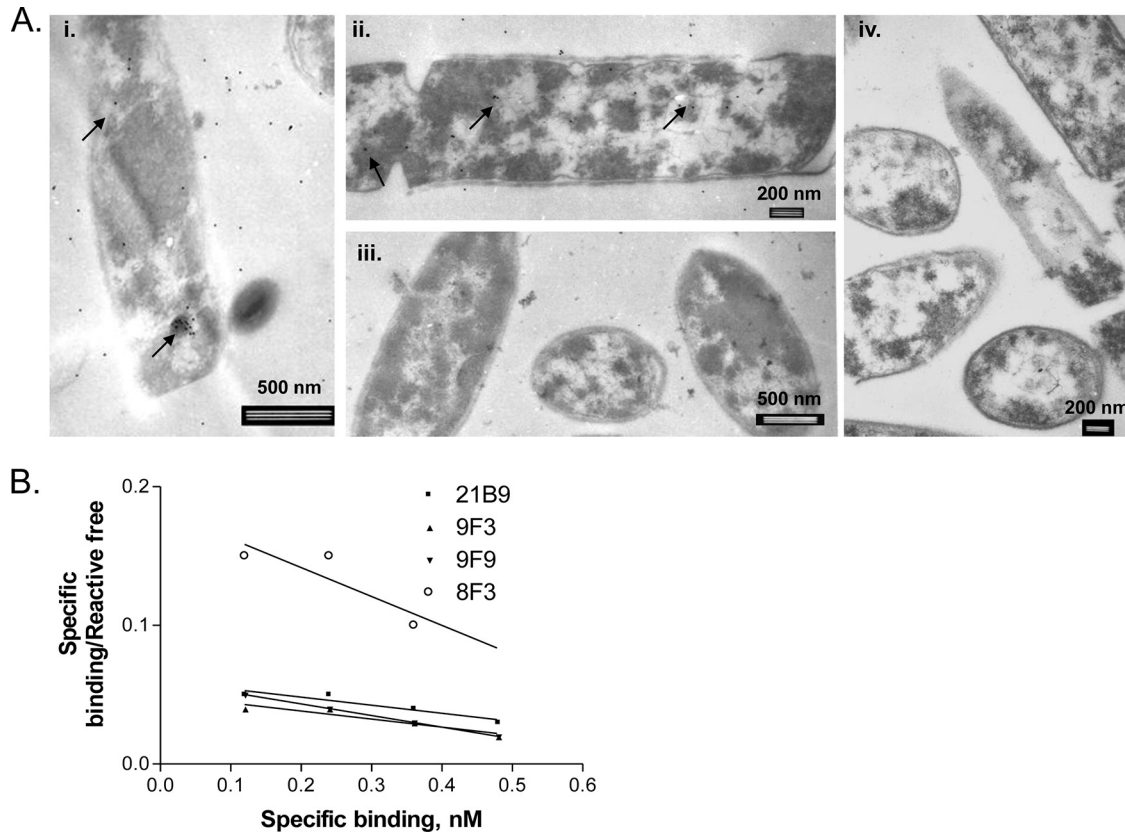 A.
i.
500 nm
ii.
200 nm
iii.
500 nm
iv.
200 nm
B.
Specific
binding/Reactive free
0.2
0.1
0.0
0.0 0.1 0.2 0.3 0.4 0.5 0.6
Specific binding, nM
21B9
9F3
9F9
8F3